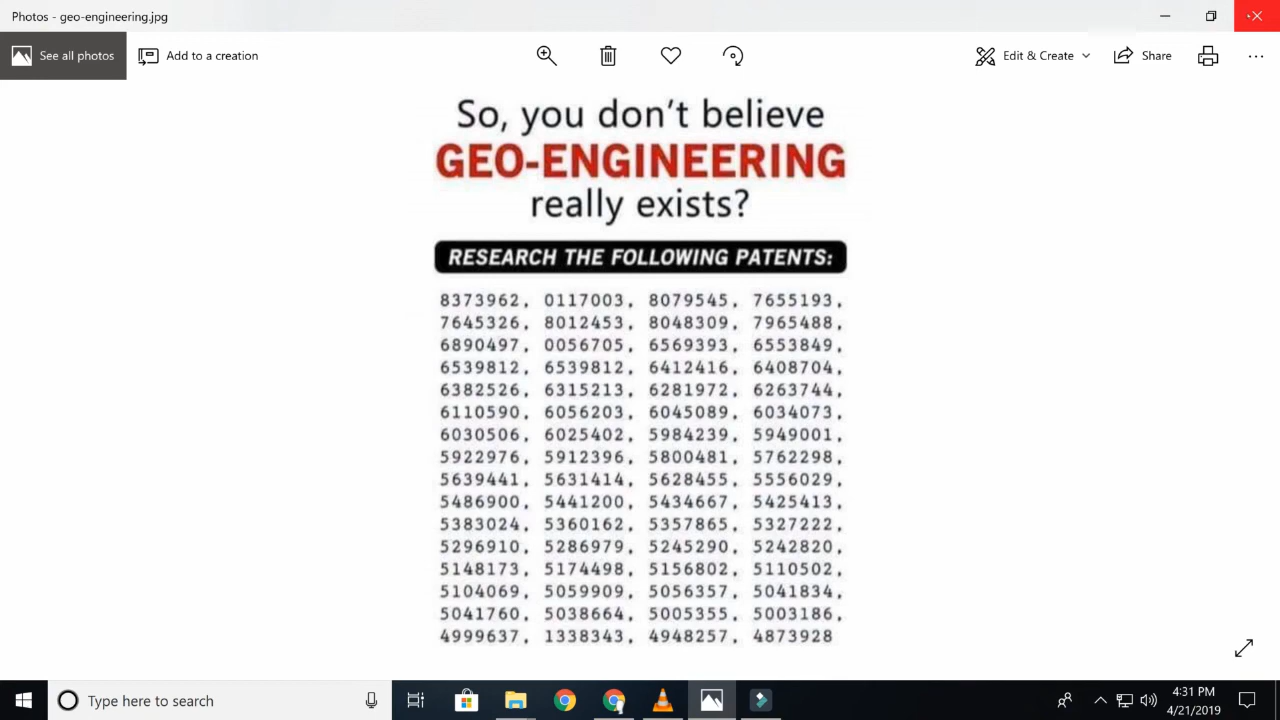 Photos - geo-engineering.jpg
See all photos
Add to a creation
Edit & Create
Share
So, you don't believe
GEO-ENGINEERING
really exists?
RESEARCH THE FOLLOWING PATENTS:
8373962, 0117003, 8079545, 7655193,
7645326, 8012453, 8048309, 7965488,
6890497, 0056705, 6569393, 6553849,
6539812, 6539812, 6412416, 6408704,
6382526, 6315213, 6281972, 6263744,
6110590, 6056203, 6045089, 6034073,
6030506, 6025402, 5984239, 5949001,
5922976, 5912396, 5800481, 5762298,
5639441, 5631414, 5628455, 5556029,
5486900, 5441200, 5434667, 5425413,
5383024, 5360162, 5357865, 5327222,
5296910, 5286979, 5245290, 5242820,
5148173, 5174498, 5156802, 5110502,
5104069, 5059909, 5056357, 5041834,
5041760, 5038664, 5005355, 5003186,
4999637, 1338343, 4948257, 4873928
Type here to search
4:31 PM
4/21/2019